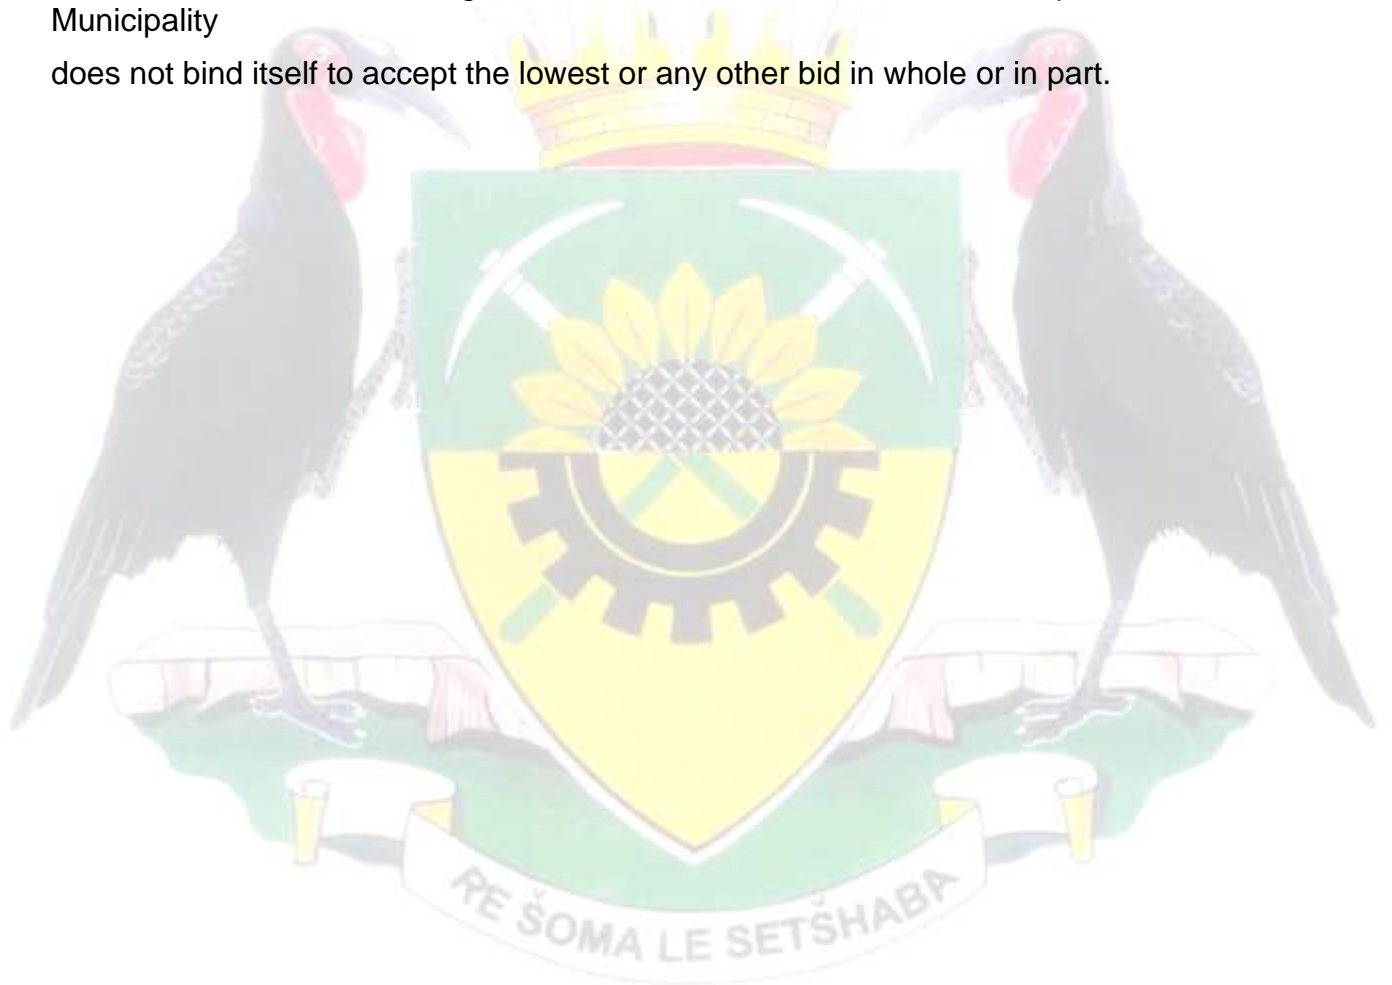 Municipality
does not bind itself to accept the lowest or any other bid in whole or in part.
RE ŠOMA LE SETŠHABA